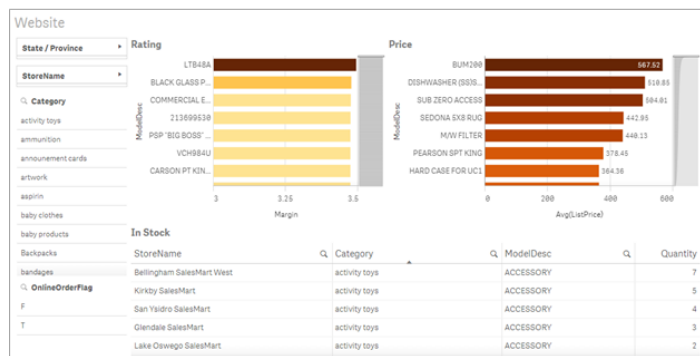 Website
State / Province
StoreName
Category
activity toys
ammunition
announement cards
artwork
aspirin
baby clothes
baby products
Backpacks
bandages
OnlineOrderFlag
F
T
Rating
ModelDesc
LTB48A
BLACK GLASS P...
COMMERCIAL E...
213699530
PSP "BIG BOSS" ...
VCH984U
CARSON PT KIN...
3 3.25 3.5
Margin
Price
ModelDesc
BUM200 567.52
DISHWASHER (SS)S... 510.85
SUB ZERO ACCESS 504.01
SEDONA 5X8 RUG 442.95
M/W FILTER 440.13
PEARSON SPT KING 378.45
HARD CASE FOR UC1 364.36
0 200 400 600
Avg(ListPrice)
In Stock
StoreName Category ModelDesc Quantity
Bellingham SalesMart West activity toys ACCESSORY 7
Kirkby SalesMart activity toys ACCESSORY 5
San Ysidro SalesMart activity toys ACCESSORY 4
Glendale SalesMart activity toys ACCESSORY 3
Lake Oswego SalesMart activity toys ACCESSORY 2